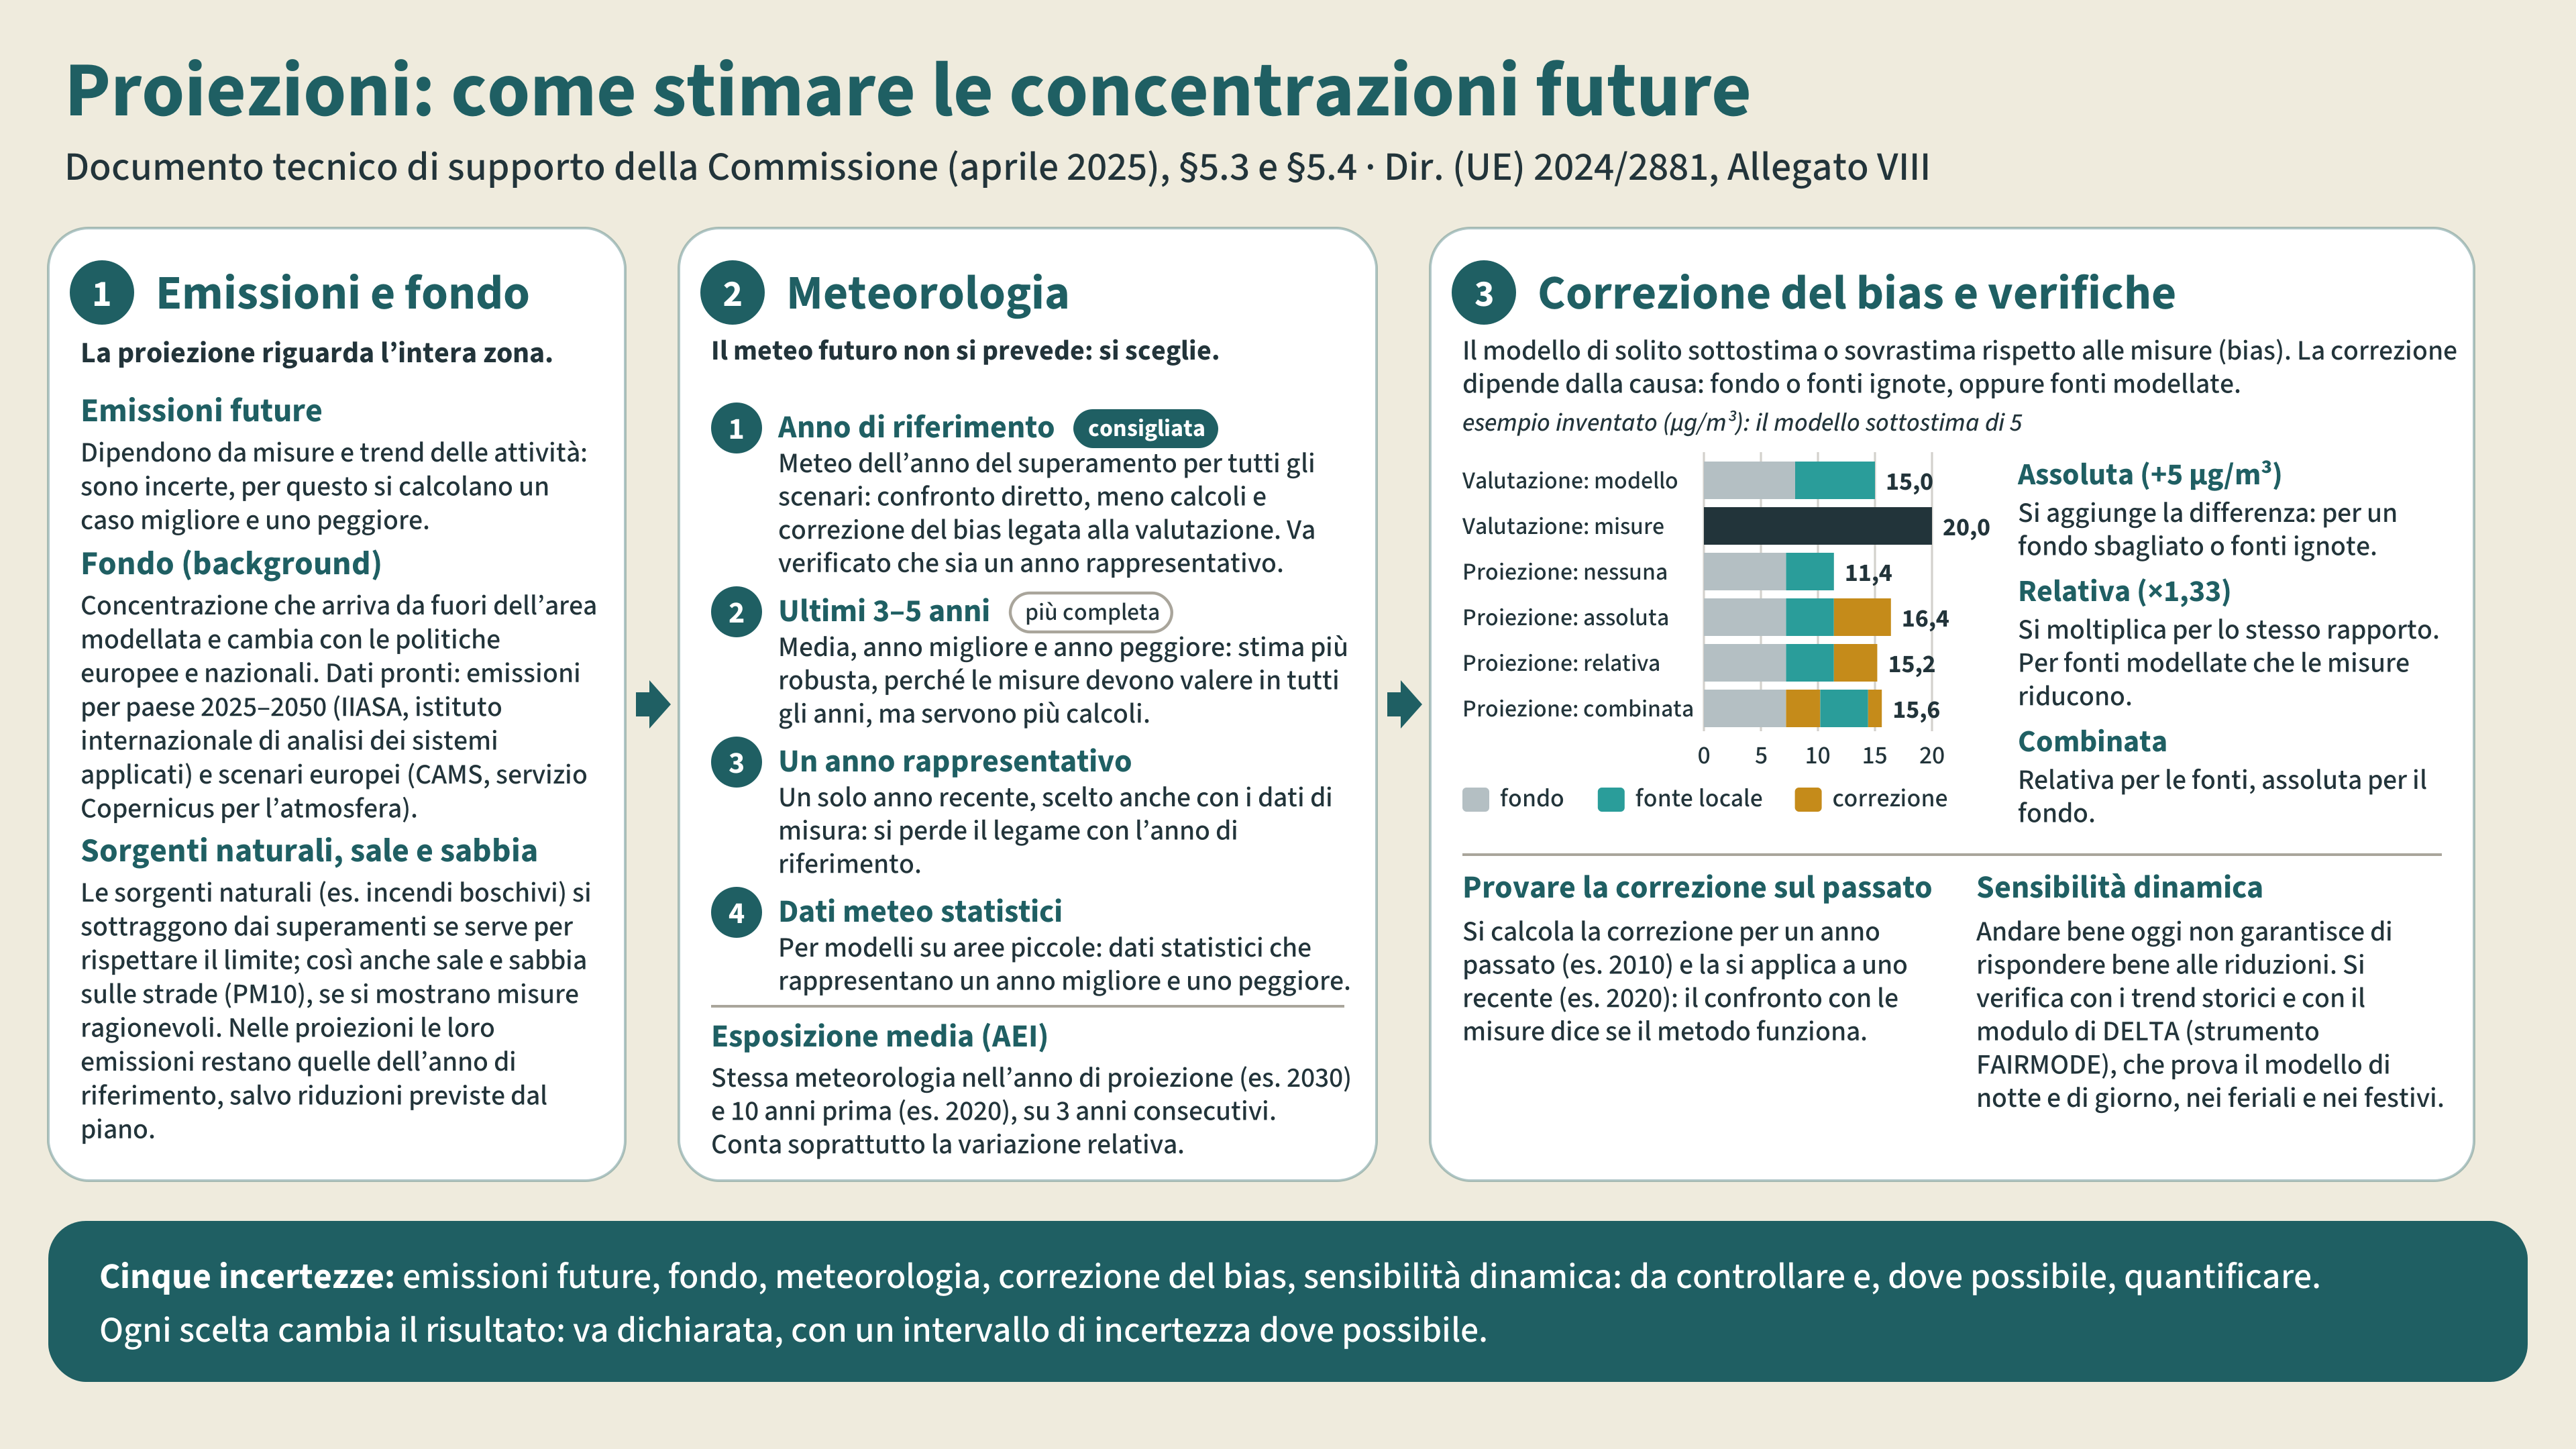 Proiezioni: come stimare le concentrazioni future
Documento tecnico di supporto della Commissione (aprile 2025), §5.3 e §5.4 · Dir. (UE) 2024/2881, Allegato VIII
1 Emissioni e fondo
La proiezione riguarda l’intera zona.
Emissioni future
Dipendono da misure e trend delle attività:
sono incerte, per questo si calcolano un
caso migliore e uno peggiore.
Fondo (background)
Concentrazione che arriva da fuori dell’area
modellata e cambia con le politiche
europee e nazionali. Dati pronti: emissioni
per paese 2025–2050 (IIASA, istituto
internazionale di analisi dei sistemi
applicati) e scenari europei (CAMS, servizio
Copernicus per l’atmosfera).
Sorgenti naturali, sale e sabbia
Le sorgenti naturali (es. incendi boschivi) si
sottraggono dai superamenti se serve per
rispettare il limite; così anche sale e sabbia
sulle strade (PM10), se si mostrano misure
ragionevoli. Nelle proiezioni le loro
emissioni restano quelle dell’anno di
riferimento, salvo riduzioni previste dal
piano.
2 Meteorologia
Il meteo futuro non si prevede: si sceglie.
1 Anno di riferimento consigliata
Meteo dell’anno del superamento per tutti gli
scenari: confronto diretto, meno calcoli e
correzione del bias legata alla valutazione. Va
verificato che sia un anno rappresentativo.
2 Ultimi 3–5 anni più completa
Media, anno migliore e anno peggiore: stima più
robusta, perché le misure devono valere in tutti
gli anni, ma servono più calcoli.
3 Un anno rappresentativo
Un solo anno recente, scelto anche con i dati di
misura: si perde il legame con l’anno di
riferimento.
4 Dati meteo statistici
Per modelli su aree piccole: dati statistici che
rappresentano un anno migliore e uno peggiore.
Esposizione media (AEI)
Stessa meteorologia nell’anno di proiezione (es. 2030)
e 10 anni prima (es. 2020), su 3 anni consecutivi.
Conta soprattutto la variazione relativa.
3 Correzione del bias e verifiche
Il modello di solito sottostima o sovrastima rispetto alle misure (bias). La correzione
dipende dalla causa: fondo o fonti ignote, oppure fonti modellate.
esempio inventato (µg/m³): il modello sottostima di 5
Valutazione: modello 15,0
Valutazione: misure 20,0
Proiezione: nessuna 11,4
Proiezione: assoluta 16,4
Proiezione: relativa 15,2
Proiezione: combinata 15,6
0 5 10 15 20
fondo fonte locale correzione
Assoluta (+5 µg/m³)
Si aggiunge la differenza: per un
fondo sbagliato o fonti ignote.
Relativa (×1,33)
Si moltiplica per lo stesso rapporto.
Per fonti modellate che le misure
riducono.
Combinata
Relativa per le fonti, assoluta per il
fondo.
Provare la correzione sul passato
Si calcola la correzione per un anno
passato (es. 2010) e la si applica a uno
recente (es. 2020): il confronto con le
misure dice se il metodo funziona.
Sensibilità dinamica
Andare bene oggi non garantisce di
rispondere bene alle riduzioni. Si
verifica con i trend storici e con il
modulo di DELTA (strumento
FAIRMODE), che prova il modello di
notte e di giorno, nei feriali e nei festivi.
Cinque incertezze: emissioni future, fondo, meteorologia, correzione del bias, sensibilità dinamica: da controllare e, dove possibile, quantificare.
Ogni scelta cambia il risultato: va dichiarata, con un intervallo di incertezza dove possibile.